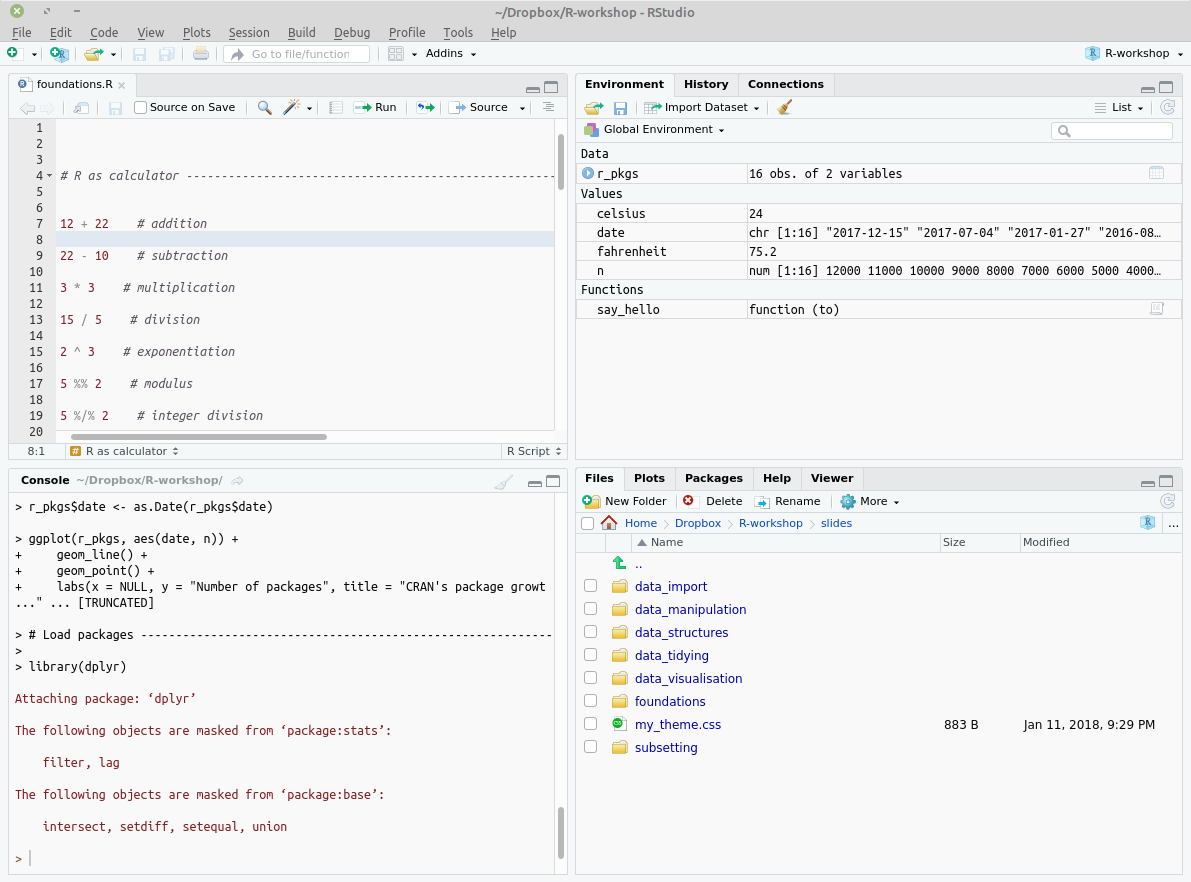 ~/Dropbox/R-workshop - RStudio
File Edit Code View Plots Session Build Debug Profile Tools Help
Go to file/function Addins R-workshop
foundations.R
Source on Save Run Source
1
2
3
4 # R as calculator ----------------------------------------------------
5
6
7 12 + 22    # addition
8
9 22 - 10    # subtraction
10
11 3 * 3    # multiplication
12
13 15 / 5    # division
14
15 2 ^ 3    # exponentiation
16
17 5 %% 2    # modulus
18
19 5 %/% 2    # integer division
20
8:1 # R as calculator R Script
Environment History Connections
Import Dataset List
Global Environment
Data
r_pkgs 16 obs. of 2 variables
Values
celsius 24
date chr [1:16] "2017-12-15" "2017-07-04" "2017-01-27" "2016-08…
fahrenheit 75.2
n num [1:16] 12000 11000 10000 9000 8000 7000 6000 5000 4000…
Functions
say_hello function (to)
Console ~/Dropbox/R-workshop/
> r_pkgs$date <- as.Date(r_pkgs$date)
> ggplot(r_pkgs, aes(date, n)) +
+     geom_line() +
+     geom_point() +
+     labs(x = NULL, y = "Number of packages", title = "CRAN's package growt
..." ... [TRUNCATED]
> # Load packages ------------------------------------------------------------
>
> library(dplyr)
Attaching package: ‘dplyr’
The following objects are masked from ‘package:stats’:
filter, lag
The following objects are masked from ‘package:base’:
intersect, setdiff, setequal, union
>
Files Plots Packages Help Viewer
New Folder Delete Rename More
Home Dropbox R-workshop slides ...
Name Size Modified
..
data_import
data_manipulation
data_structures
data_tidying
data_visualisation
foundations
my_theme.css 883 B Jan 11, 2018, 9:29 PM
subsetting